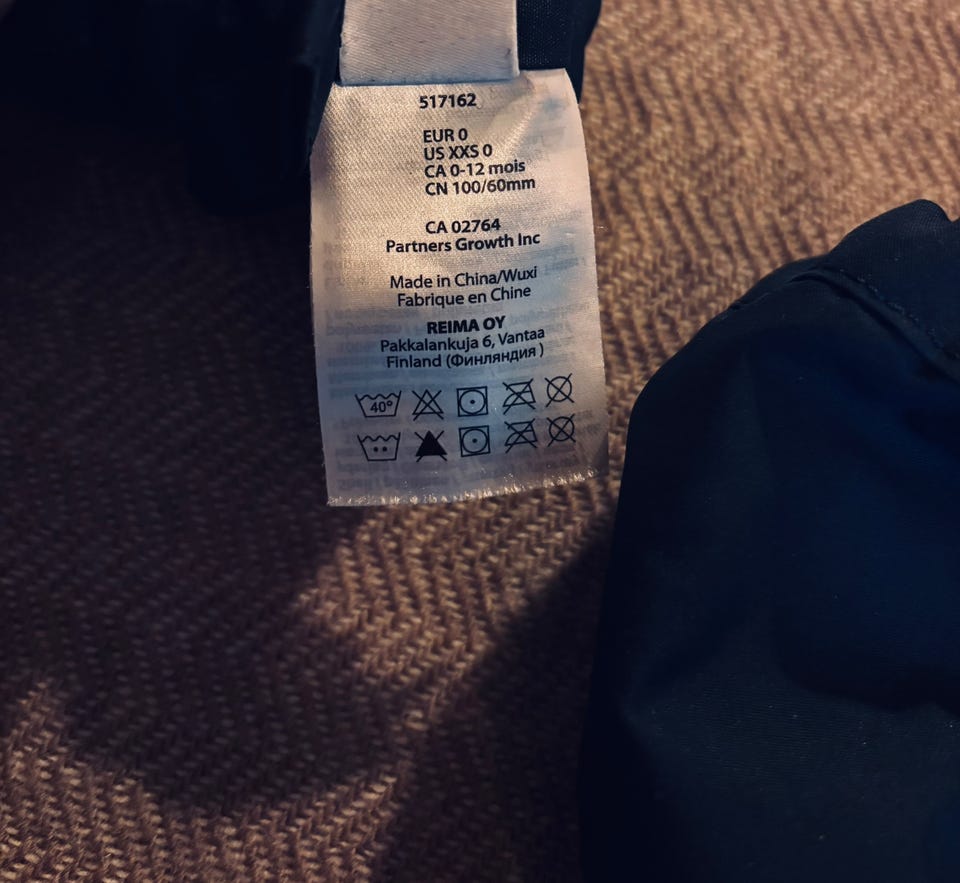 517162
EUR 0
US XXS 0
CA 0-12 mois
CN 100/60mm
CA 02764
Partners Growth Inc
Made in China/Wuxi
Fabrique en Chine
REIMA OY
Pakkalankuja 6, Vantaa
Finland (Финляндия )
40°